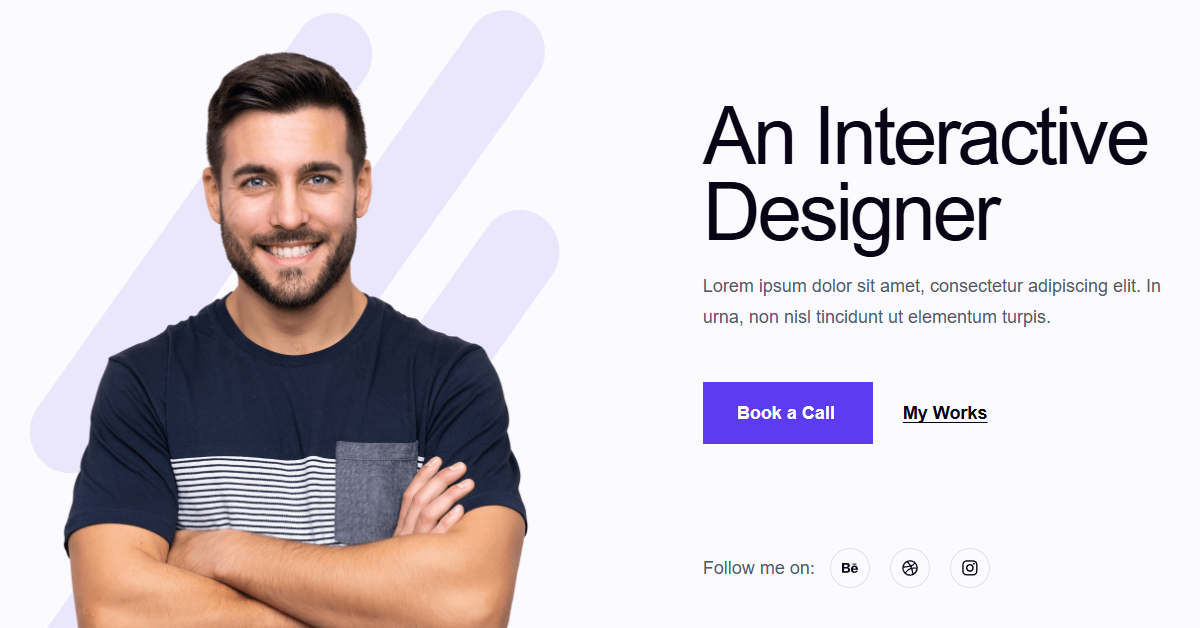 An Interactive
Designer
Lorem ipsum dolor sit amet, consectetur adipiscing elit. In
urna, non nisl tincidunt ut elementum turpis.
Book a Call
My Works
Follow me on:
Bē